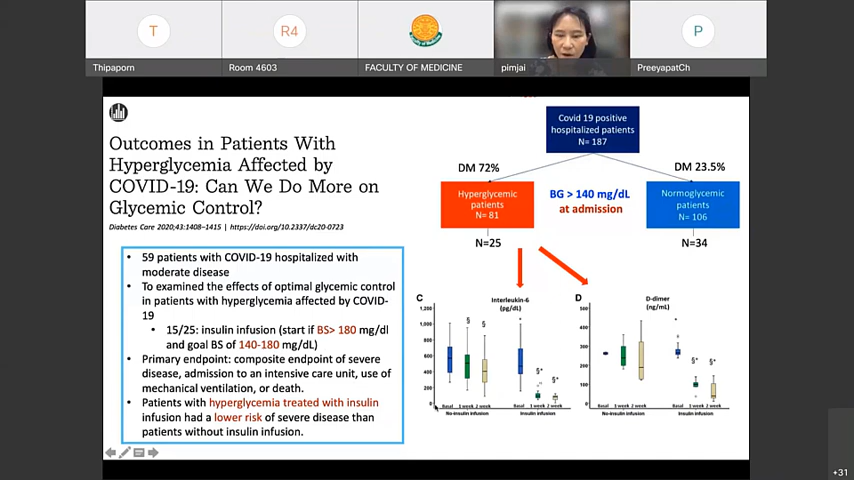 T
R4
P
Thipaporn
Room 4603
FACULTY OF MEDICINE
pimjai
PreeyapatCh
Outcomes in Patients With
Hyperglycemia Affected by
COVID-19: Can We Do More on
Glycemic Control?
Diabetes Care 2020;43:1408–1415 | https://doi.org/10.2337/dc20-0723
• 59 patients with COVID-19 hospitalized with
moderate disease
• To examined the effects of optimal glycemic control
in patients with hyperglycemia affected by COVID-
19
• 15/25: insulin infusion (start if BS> 180 mg/dl
and goal BS of 140-180 mg/dL)
• Primary endpoint: composite endpoint of severe
disease, admission to an intensive care unit, use of
mechanical ventilation, or death.
• Patients with hyperglycemia treated with insulin
infusion had a lower risk of severe disease than
patients without insulin infusion.
Covid 19 positive
hospitalized patients
N= 187
DM 72%
DM 23.5%
Hyperglycemic
patients
N= 81
BG > 140 mg/dL
at admission
Normoglycemic
patients
N= 106
N=25
N=34
C
Interleukin-6
(pg/dL)
1,200
1,000
800
600
400
200
0
§
§
*
§*
§*
Basal 1 week 2 week
Basal 1 week 2 week
No-insulin infusion
Insulin infusion
D
D-dimer
(ng/mL)
500
400
300
200
100
0
*
§*
§*
Basal 1 week 2 week
Basal 1 week 2 week
No-insulin infusion
Insulin infusion
+31